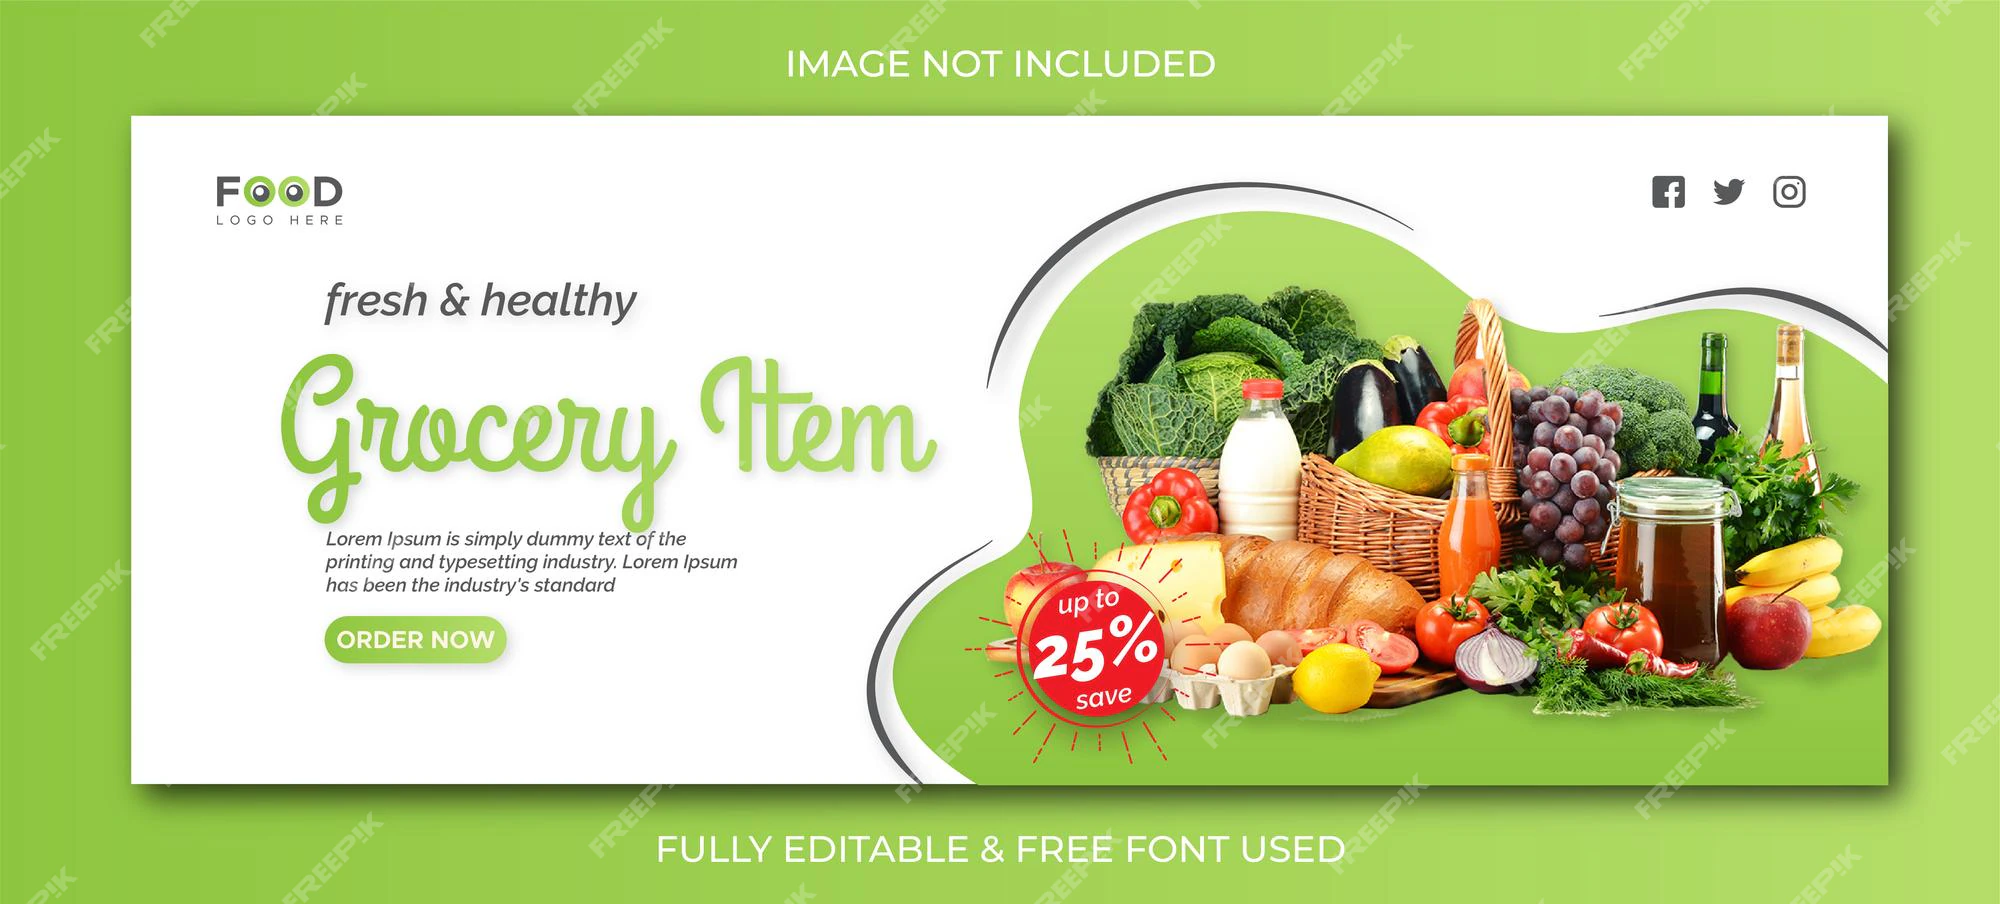 IMAGE NOT INCLUDED
FOOD
LOGO HERE
fresh & healthy
Grocery Item
Lorem Ipsum is simply dummy text of the
printing and typesetting industry. Lorem Ipsum
has been the industry's standard
ORDER NOW
up to
25%
save
FULLY EDITABLE & FREE FONT USED
FREEPIK